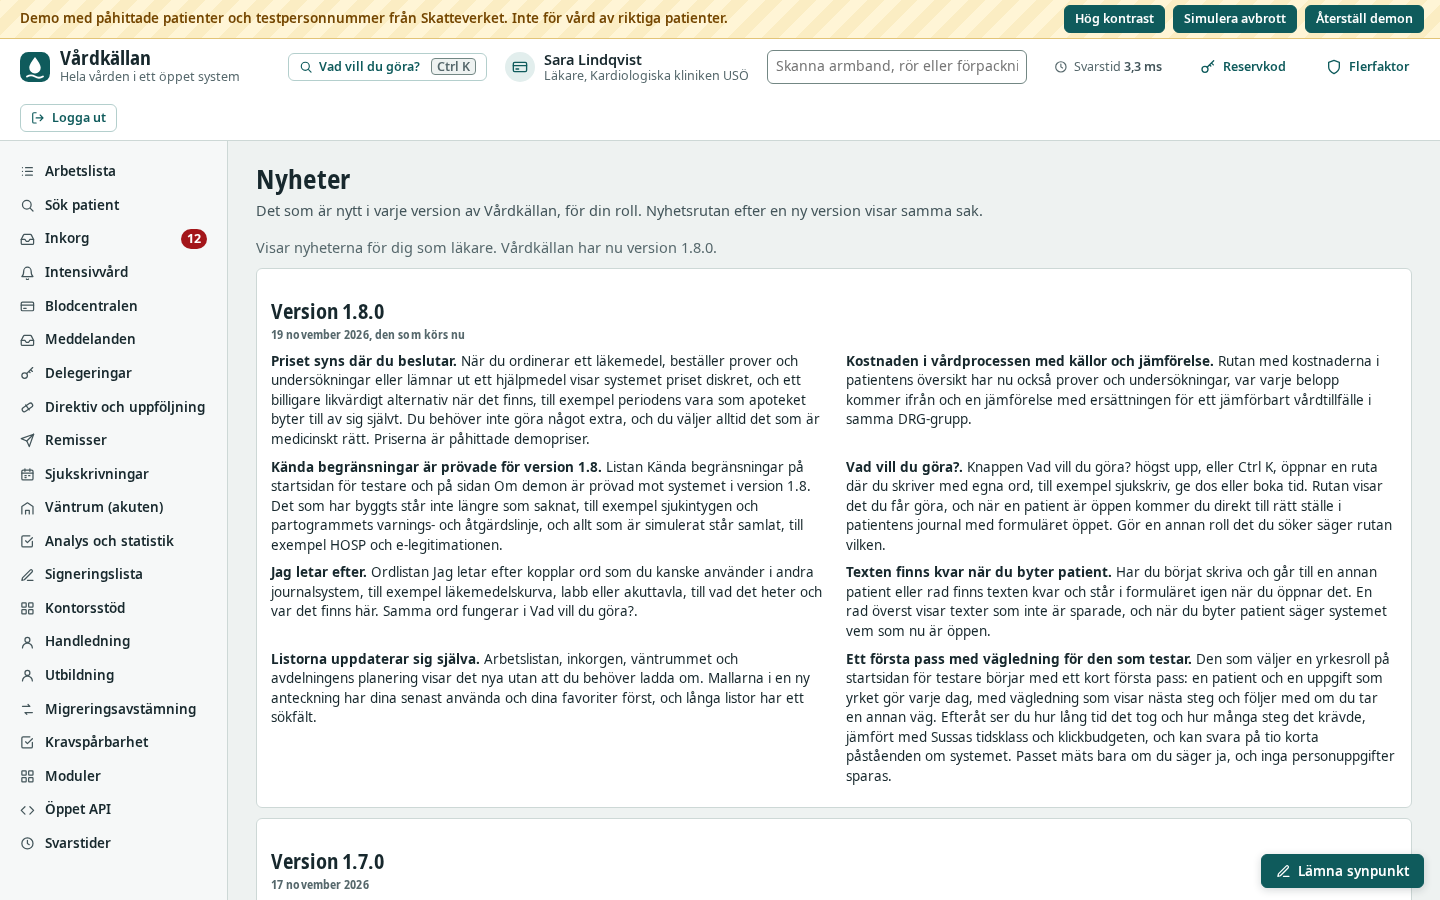 Demo med påhittade patienter och testpersonnummer från Skatteverket. Inte för vård av riktiga patienter.
Hög kontrast
Simulera avbrott
Återställ demon
Vårdkällan
Hela vården i ett öppet system
Vad vill du göra? Ctrl K
Sara Lindqvist
Läkare, Kardiologiska kliniken USÖ
Skanna armband, rör eller förpackni
Svarstid 3,3 ms
Reservkod
Flerfaktor
Logga ut
Arbetslista
Sök patient
Inkorg 12
Intensivvård
Blodcentralen
Meddelanden
Delegeringar
Direktiv och uppföljning
Remisser
Sjukskrivningar
Väntrum (akuten)
Analys och statistik
Signeringslista
Kontorsstöd
Handledning
Utbildning
Migreringsavstämning
Kravspårbarhet
Moduler
Öppet API
Svarstider
Nyheter
Det som är nytt i varje version av Vårdkällan, för din roll. Nyhetsrutan efter en ny version visar samma sak.
Visar nyheterna för dig som läkare. Vårdkällan har nu version 1.8.0.
Version 1.8.0
19 november 2026, den som körs nu
Priset syns där du beslutar. När du ordinerar ett läkemedel, beställer prover och
undersökningar eller lämnar ut ett hjälpmedel visar systemet priset diskret, och ett
billigare likvärdigt alternativ när det finns, till exempel periodens vara som apoteket
byter till av sig självt. Du behöver inte göra något extra, och du väljer alltid det som är
medicinskt rätt. Priserna är påhittade demopriser.
Kostnaden i vårdprocessen med källor och jämförelse. Rutan med kostnaderna i
patientens översikt har nu också prover och undersökningar, var varje belopp
kommer ifrån och en jämförelse med ersättningen för ett jämförbart vårdtillfälle i
samma DRG-grupp.
Kända begränsningar är prövade för version 1.8. Listan Kända begränsningar på
startsidan för testare och på sidan Om demon är prövad mot systemet i version 1.8.
Det som har byggts står inte längre som saknat, till exempel sjukintygen och
partogrammets varnings- och åtgärdslinje, och allt som är simulerat står samlat, till
exempel HOSP och e-legitimationen.
Vad vill du göra?. Knappen Vad vill du göra? högst upp, eller Ctrl K, öppnar en ruta
där du skriver med egna ord, till exempel sjukskriv, ge dos eller boka tid. Rutan visar
det du får göra, och när en patient är öppen kommer du direkt till rätt ställe i
patientens journal med formuläret öppet. Gör en annan roll det du söker säger rutan
vilken.
Jag letar efter. Ordlistan Jag letar efter kopplar ord som du kanske använder i andra
journalsystem, till exempel läkemedelskurva, labb eller akuttavla, till vad det heter och
var det finns här. Samma ord fungerar i Vad vill du göra?.
Texten finns kvar när du byter patient. Har du börjat skriva och går till en annan
patient eller rad finns texten kvar och står i formuläret igen när du öppnar det. En
rad överst visar texter som inte är sparade, och när du byter patient säger systemet
vem som nu är öppen.
Listorna uppdaterar sig själva. Arbetslistan, inkorgen, väntrummet och
avdelningens planering visar det nya utan att du behöver ladda om. Mallarna i en ny
anteckning har dina senast använda och dina favoriter först, och långa listor har ett
sökfält.
Ett första pass med vägledning för den som testar. Den som väljer en yrkesroll på
startsidan för testare börjar med ett kort första pass: en patient och en uppgift som
yrket gör varje dag, med vägledning som visar nästa steg och följer med om du tar
en annan väg. Efteråt ser du hur lång tid det tog och hur många steg det krävde,
jämfört med Sussas tidsklass och klickbudgeten, och kan svara på tio korta
påståenden om systemet. Passet mäts bara om du säger ja, och inga personuppgifter
sparas.
Version 1.7.0
17 november 2026
Lämna synpunkt